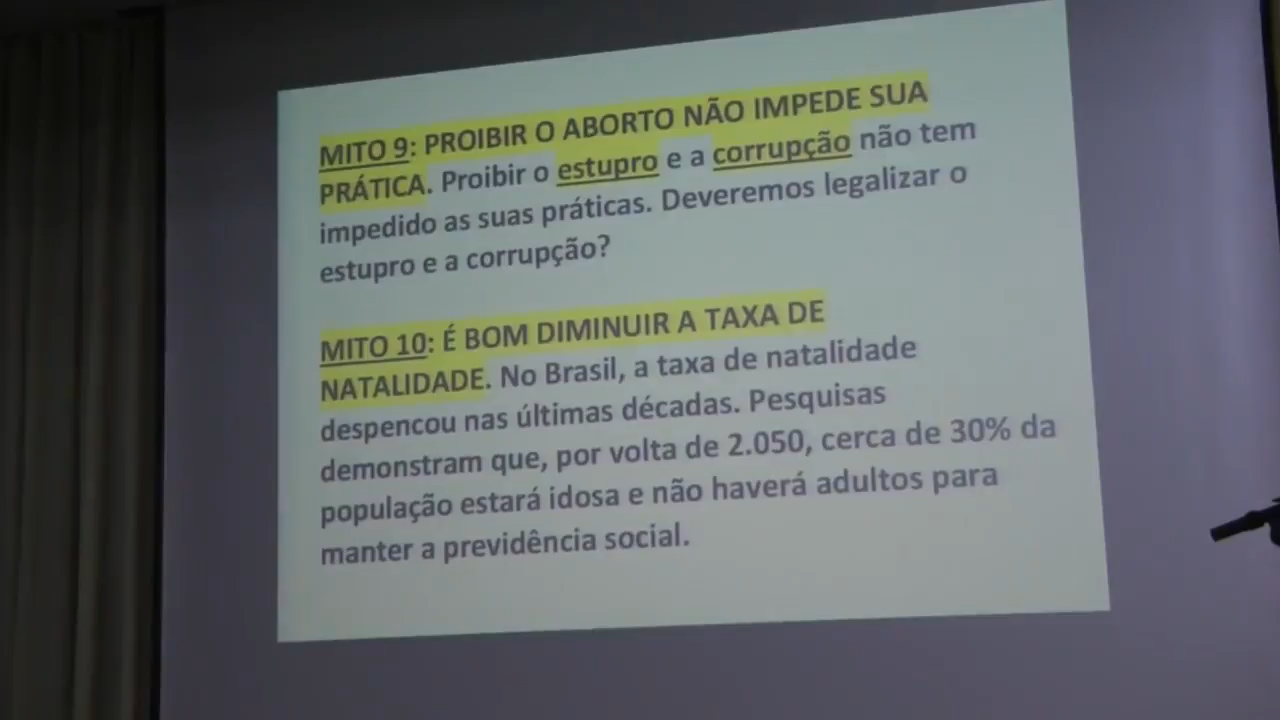 MITO 9: PROIBIR O ABORTO NÃO IMPEDE SUA
PRÁTICA. Proibir o estupro e a corrupção não tem
impedido as suas práticas. Deveremos legalizar o
estupro e a corrupção?
MITO 10: É BOM DIMINUIR A TAXA DE
NATALIDADE. No Brasil, a taxa de natalidade
despencou nas últimas décadas. Pesquisas
demonstram que, por volta de 2.050, cerca de 30% da
população estará idosa e não haverá adultos para
manter a previdência social.